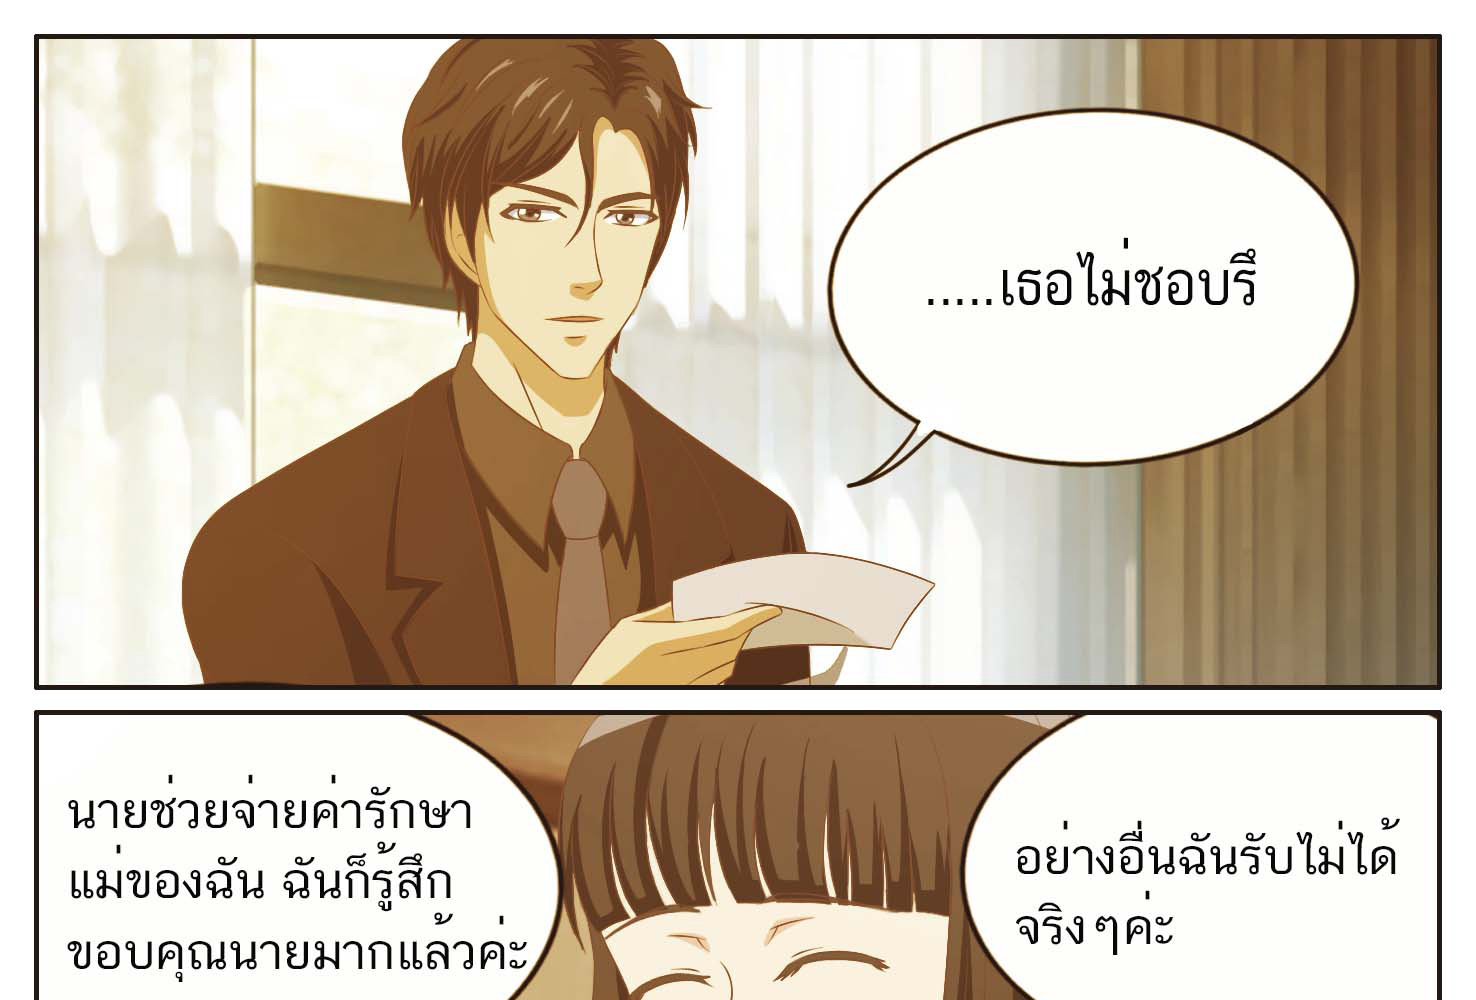 .....เธอไม่ชอบรึ
นายช่วยจ่ายค่ารักษา
แม่ของฉัน ฉันก็รู้สึก
ขอบคุณนายมากแล้วค่ะ
อย่างอื่นฉันรับไม่ได้
จริงๆค่ะ